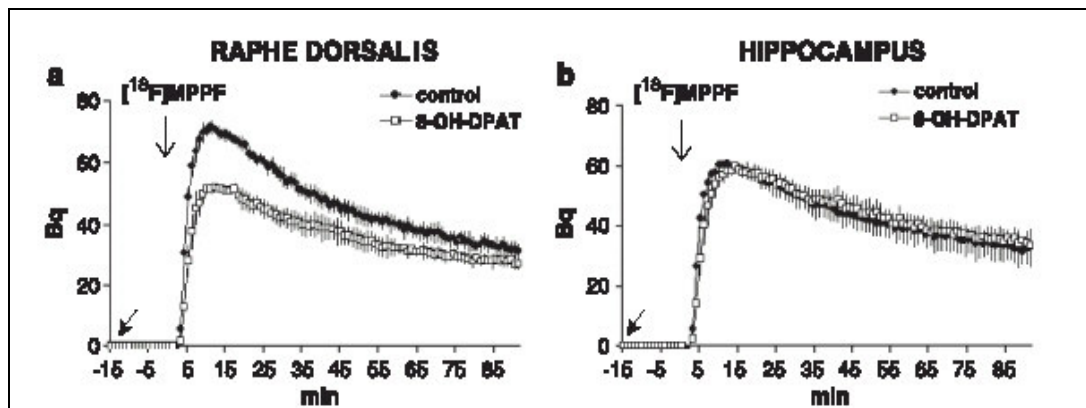 RAPHE DORSALIS
a
[¹⁸F]MPPF
control
8-OH-DPAT
80
60
40
20
0
Bq
-15 -5 5 15 25 35 45 55 65 75 85
min
HIPPOCAMPUS
b
[¹⁸F]MPPF
control
8-OH-DPAT
80
60
40
20
0
Bq
-15 -5 5 15 25 35 45 55 65 75 85
min